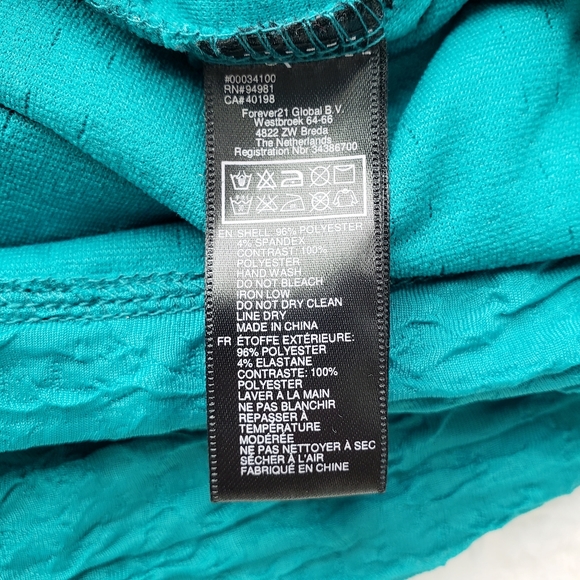 #00034100
RN#94981
CA#40198
Forever21 Global B.V.
Westbroek 64-66
4822 ZW Breda
The Netherlands
Registration Nbr 34386700
EN SHELL: 96% POLYESTER
4% SPANDEX
CONTRAST: 100%
POLYESTER
HAND WASH
DO NOT BLEACH
IRON LOW
DO NOT DRY CLEAN
LINE DRY
MADE IN CHINA
FR ÉTOFFE EXTÉRIEURE:
96% POLYESTER
4% ELASTANE
CONTRASTE: 100%
POLYESTER
LAVER À LA MAIN
NE PAS BLANCHIR
REPASSER À
TEMPÉRATURE
MODÉRÉE
NE PAS NETTOYER À SEC
SÉCHER À L'AIR
FABRIQUÉ EN CHINE